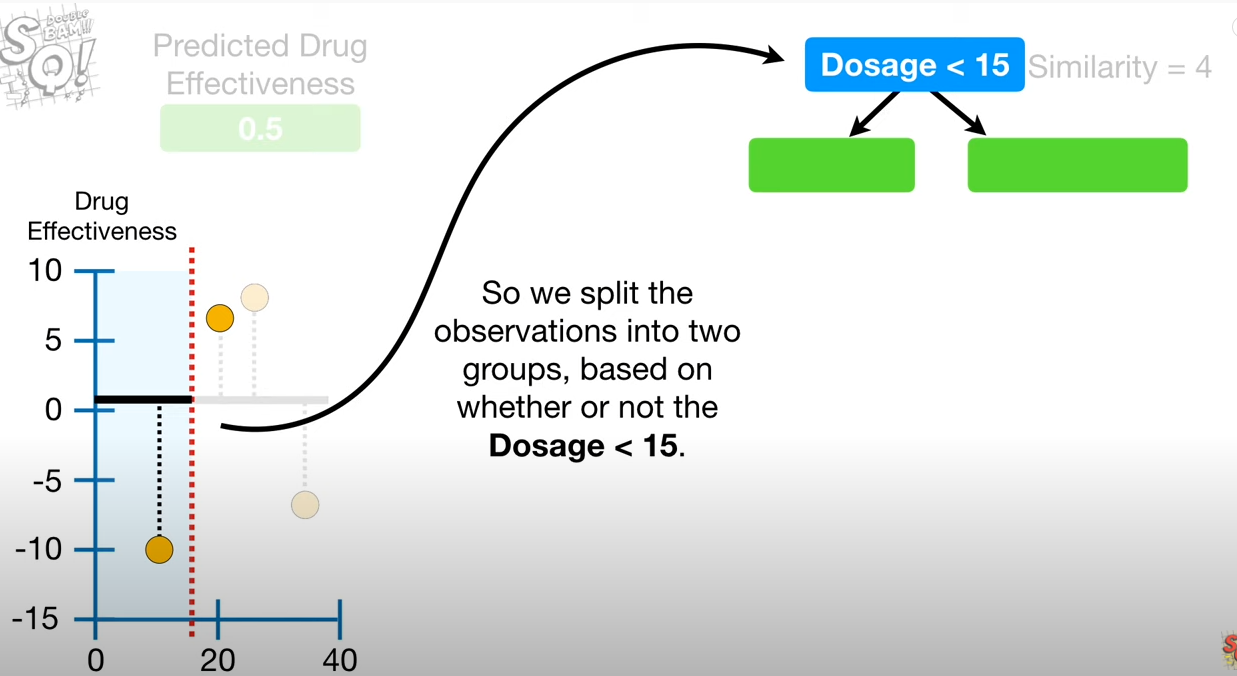 DOUBLE
BAM!!
SQ!
Predicted Drug
Effectiveness
0.5
Dosage < 15
Similarity = 4
Drug
Effectiveness
10
5
0
-5
-10
-15
0
20
40
So we split the
observations into two
groups, based on
whether or not the
Dosage < 15.